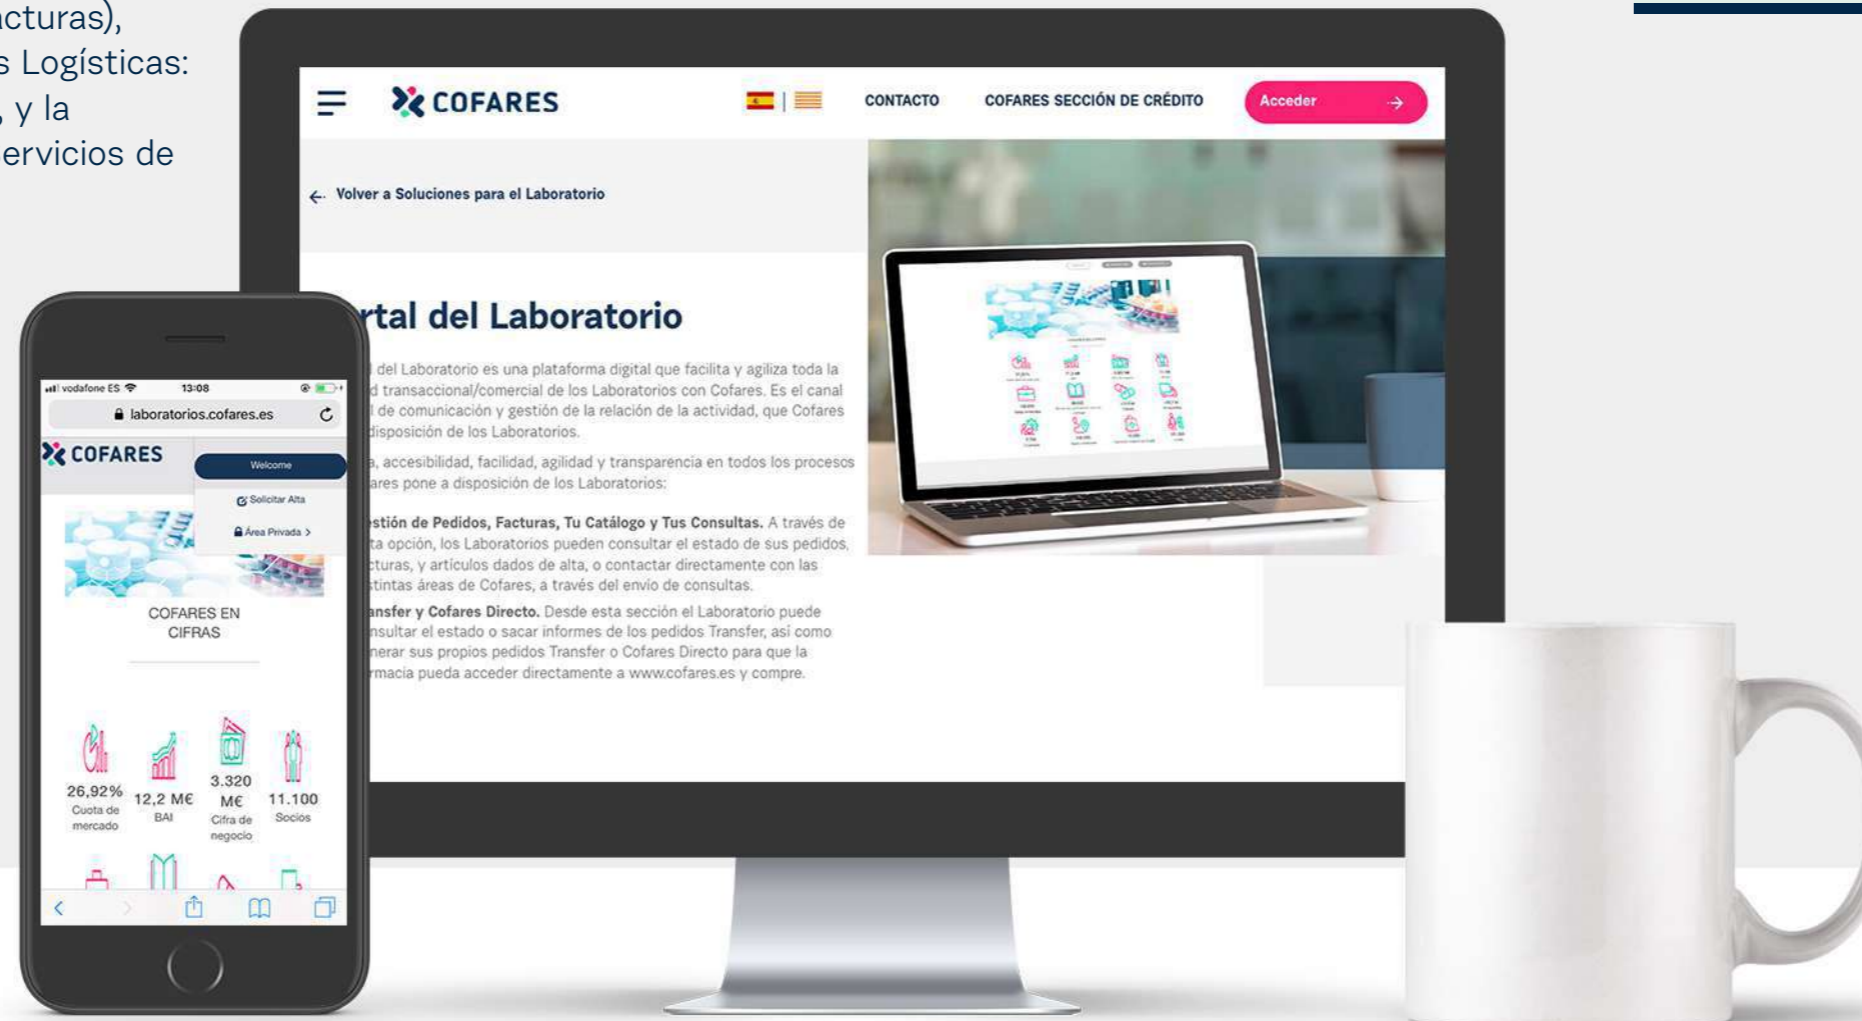 acturas),
s Logísticas:
, y la
ervicios de
COFARES
CONTACTO
COFARES SECCIÓN DE CRÉDITO
Acceder
Volver a Soluciones para el Laboratorio
rtal del Laboratorio
del Laboratorio es una plataforma digital que facilita y agiliza toda la
d transaccional/comercial de los Laboratorios con Cofares. Es el canal
l de comunicación y gestión de la relación de la actividad, que Cofares
disposición de los Laboratorios.
a, accesibilidad, facilidad, agilidad y transparencia en todos los procesos
ares pone a disposición de los Laboratorios:
estión de Pedidos, Facturas, Tu Catálogo y Tus Consultas. A través de
ta opción, los Laboratorios pueden consultar el estado de sus pedidos,
cturas, y artículos dados de alta, o contactar directamente con las
stintas áreas de Cofares, a través del envío de consultas.
ansfer y Cofares Directo. Desde esta sección el Laboratorio puede
nsultar el estado o sacar informes de los pedidos Transfer, así como
nerar sus propios pedidos Transfer o Cofares Directo para que la
rmacia pueda acceder directamente a www.cofares.es y compre.
vodafone ES
13:08
laboratorios.cofares.es
COFARES
Welcome
Solicitar Alta
Área Privada >
COFARES EN
CIFRAS
26,92%
Cuota de
mercado
12,2 M€
BAI
3.320
M€
Cifra de
negocio
11.100
Socios